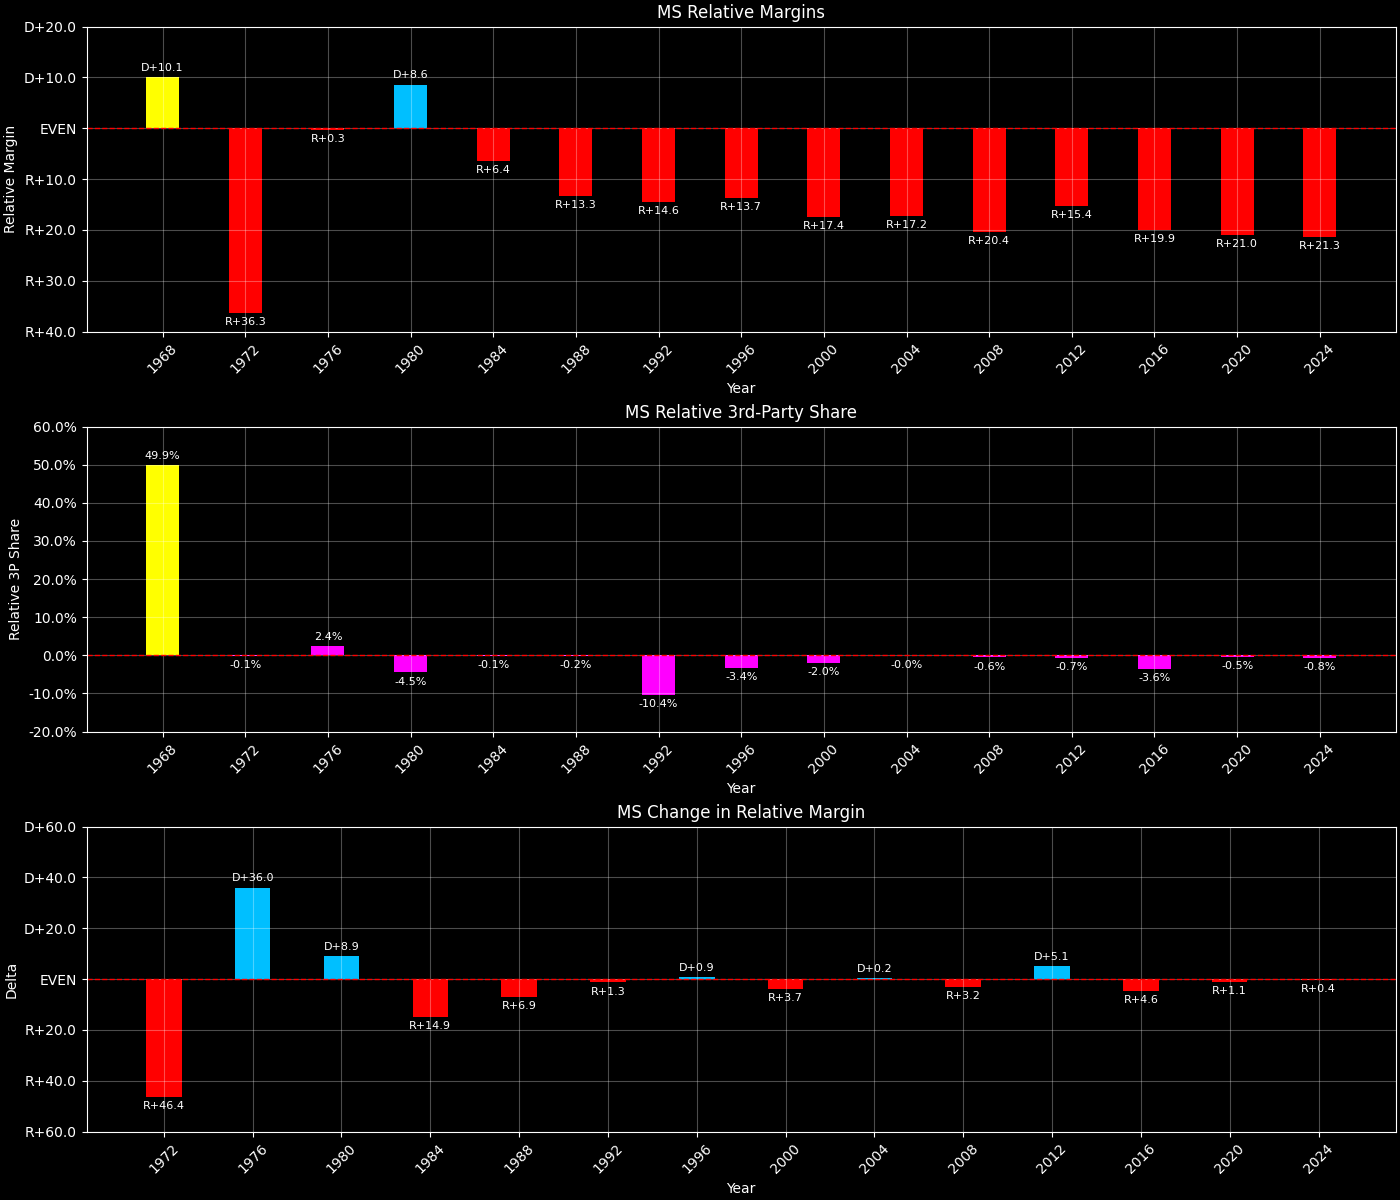 MS Relative Margins
D+20.0
D+10.0
EVEN
R+10.0
R+20.0
R+30.0
R+40.0
Relative Margin
D+10.1
R+36.3
R+0.3
D+8.6
R+6.4
R+13.3
R+14.6
R+13.7
R+17.4
R+17.2
R+20.4
R+15.4
R+19.9
R+21.0
R+21.3
1968 1972 1976 1980 1984 1988 1992 1996 2000 2004 2008 2012 2016 2020 2024
Year
MS Relative 3rd-Party Share
60.0%
50.0%
40.0%
30.0%
20.0%
10.0%
0.0%
-10.0%
-20.0%
Relative 3P Share
49.9%
-0.1%
2.4%
-4.5%
-0.1%
-0.2%
-10.4%
-3.4%
-2.0%
-0.0%
-0.6%
-0.7%
-3.6%
-0.5%
-0.8%
1968 1972 1976 1980 1984 1988 1992 1996 2000 2004 2008 2012 2016 2020 2024
Year
MS Change in Relative Margin
D+60.0
D+40.0
D+20.0
EVEN
R+20.0
R+40.0
R+60.0
Delta
R+46.4
D+36.0
D+8.9
R+14.9
R+6.9
R+1.3
D+0.9
R+3.7
D+0.2
R+3.2
D+5.1
R+4.6
R+1.1
R+0.4
1972 1976 1980 1984 1988 1992 1996 2000 2004 2008 2012 2016 2020 2024
Year